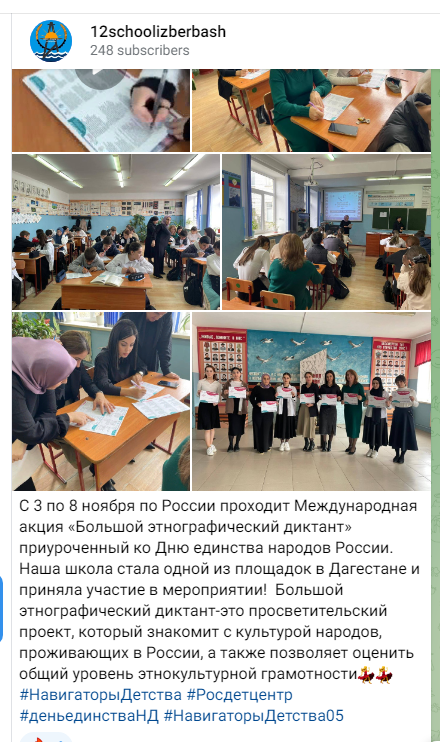 12schoolizberbash
248 subscribers
С 3 по 8 ноября по России проходит Международная
акция «Большой этнографический диктант»
приуроченный ко Дню единства народов России.
Наша школа стала одной из площадок в Дагестане и
приняла участие в мероприятии!  Большой
этнографический диктант-это просветительский
проект, который знакомит с культурой народов,
проживающих в России, а также позволяет оценить
общий уровень этнокультурной грамотности💃💃
#НавигаторыДетства #Росдетцентр
#деньединстваНД #НавигаторыДетства05